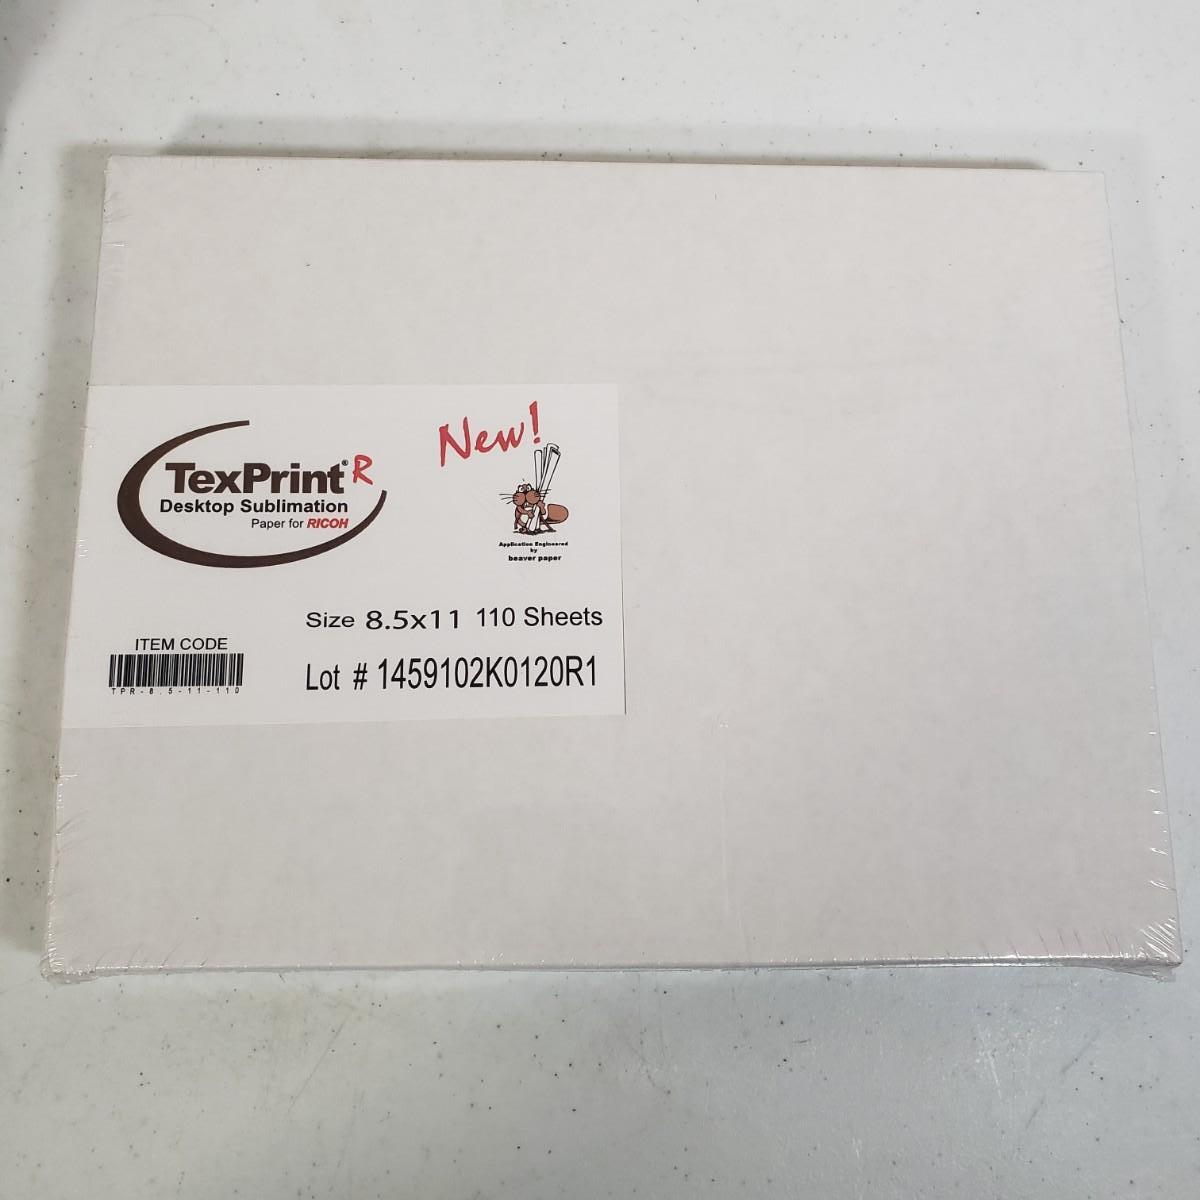 New!
TexPrint® R
Desktop Sublimation
Paper for RICOH
Application Engineered
by
beaver paper
Size 8.5x11 110 Sheets
ITEM CODE
TPR-8.5-11-110
Lot # 1459102K0120R1